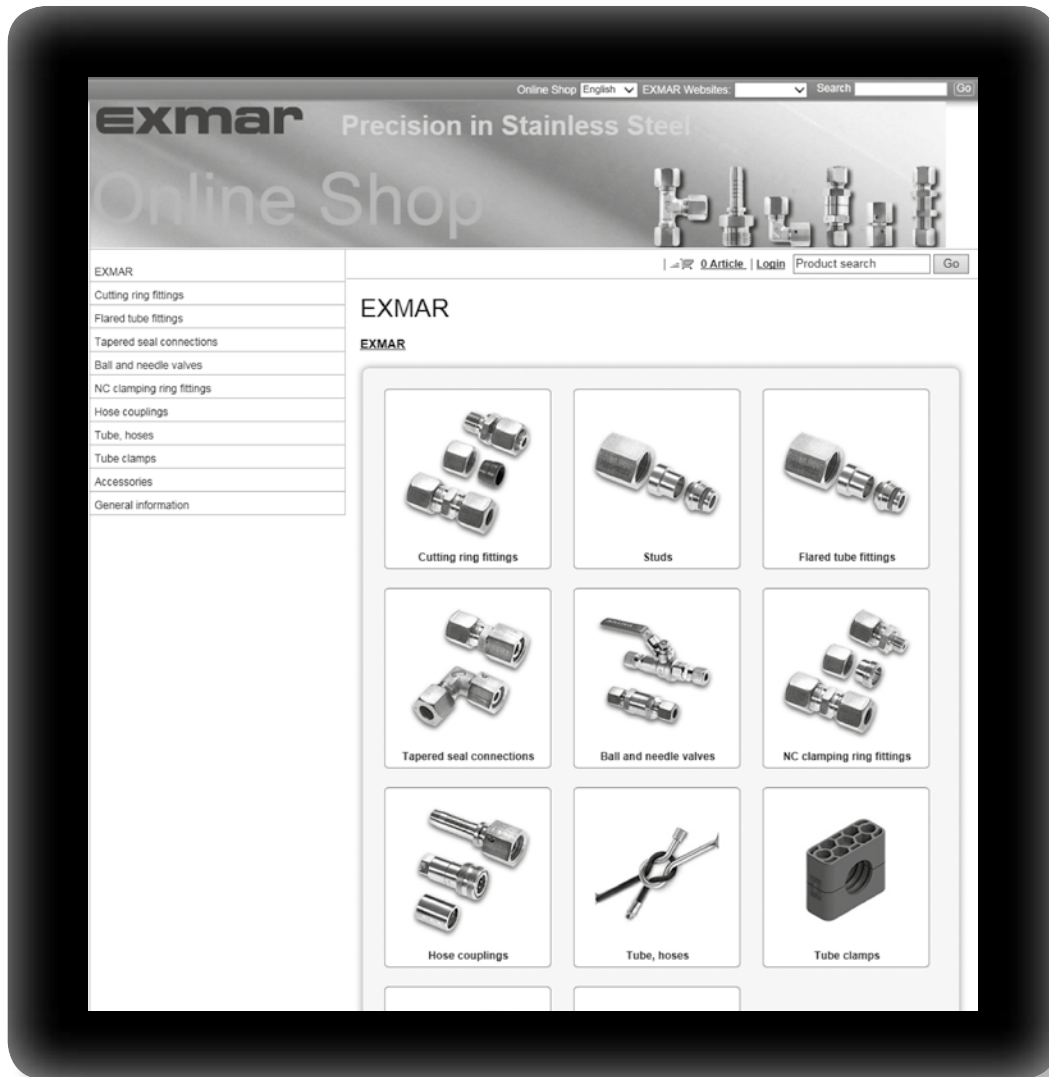 Online Shop English EXMAR Websites: Search Go
exmar Precision in Stainless Steel
Online Shop
| 0 Article | Login Product search Go
EXMAR
Cutting ring fittings
Flared tube fittings
Tapered seal connections
Ball and needle valves
NC clamping ring fittings
Hose couplings
Tube, hoses
Tube clamps
Accessories
General information
EXMAR
EXMAR
Cutting ring fittings Studs Flared tube fittings
Tapered seal connections Ball and needle valves NC clamping ring fittings
Hose couplings Tube, hoses Tube clamps